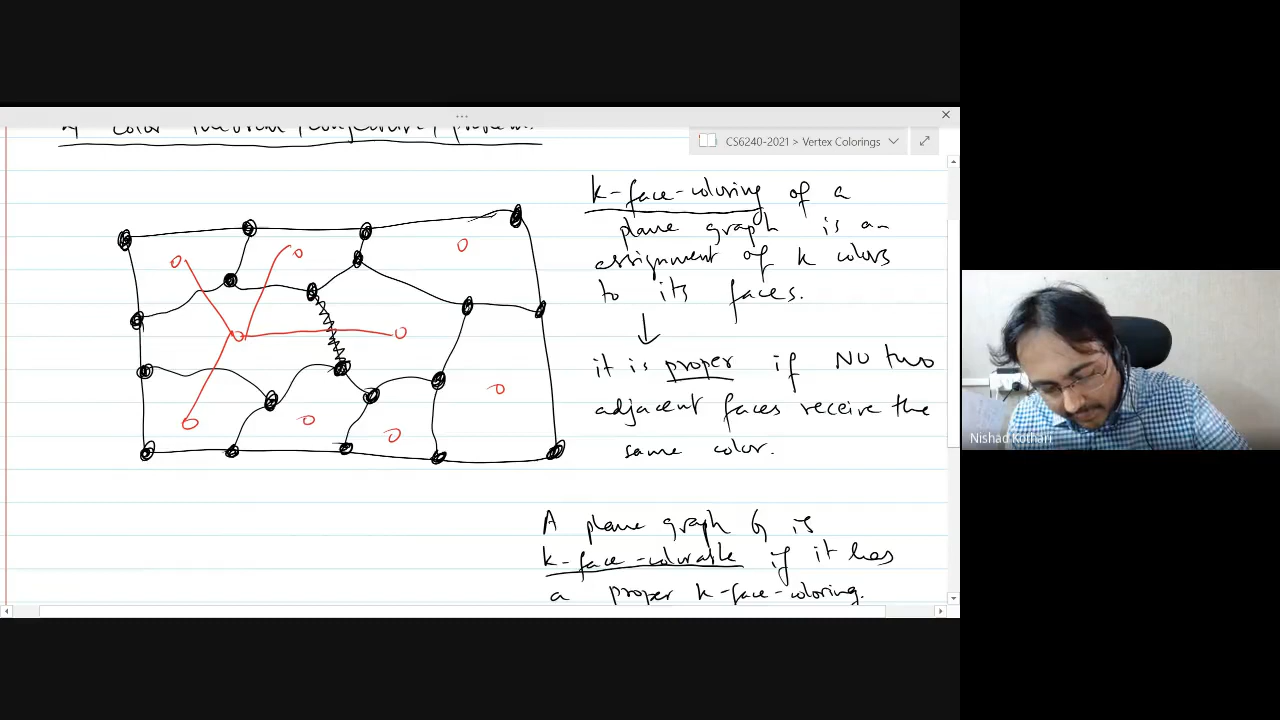 CS6240-2021 > Vertex Colorings
k-face-coloring of a
plane graph is an
assignment of k colors
to its faces.
it is proper if NO two
adjacent faces receive the
same color.
A plane graph G is
k-face-colorable if it has
a proper k-face-coloring.
Nishad Kothari